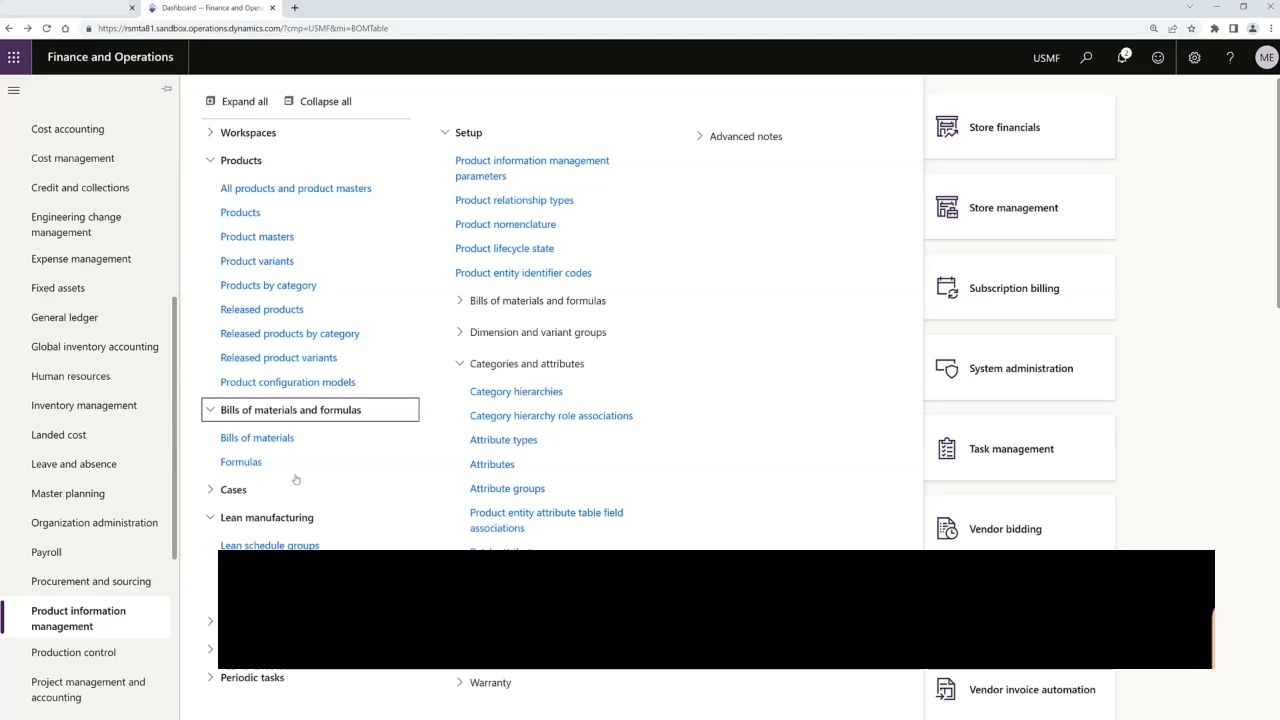 Dashboard -- Finance and Opera
https://rsmta81.sandbox.operations.dynamics.com/?cmp=USMF&mi=BOMTable
Finance and Operations
USMF
2
ME
Cost accounting
Cost management
Credit and collections
Engineering change
management
Expense management
Fixed assets
General ledger
Global inventory accounting
Human resources
Inventory management
Landed cost
Leave and absence
Master planning
Organization administration
Payroll
Procurement and sourcing
Product information
management
Production control
Project management and
accounting
Expand all
Collapse all
Workspaces
Products
All products and product masters
Products
Product masters
Product variants
Products by category
Released products
Released products by category
Released product variants
Product configuration models
Bills of materials and formulas
Bills of materials
Formulas
Cases
Lean manufacturing
Lean schedule groups
Periodic tasks
Setup
Product information management
parameters
Product relationship types
Product nomenclature
Product lifecycle state
Product entity identifier codes
Bills of materials and formulas
Dimension and variant groups
Categories and attributes
Category hierarchies
Category hierarchy role associations
Attribute types
Attributes
Attribute groups
Product entity attribute table field
associations
Warranty
Advanced notes
Store financials
Store management
Subscription billing
System administration
Task management
Vendor bidding
Vendor invoice automation